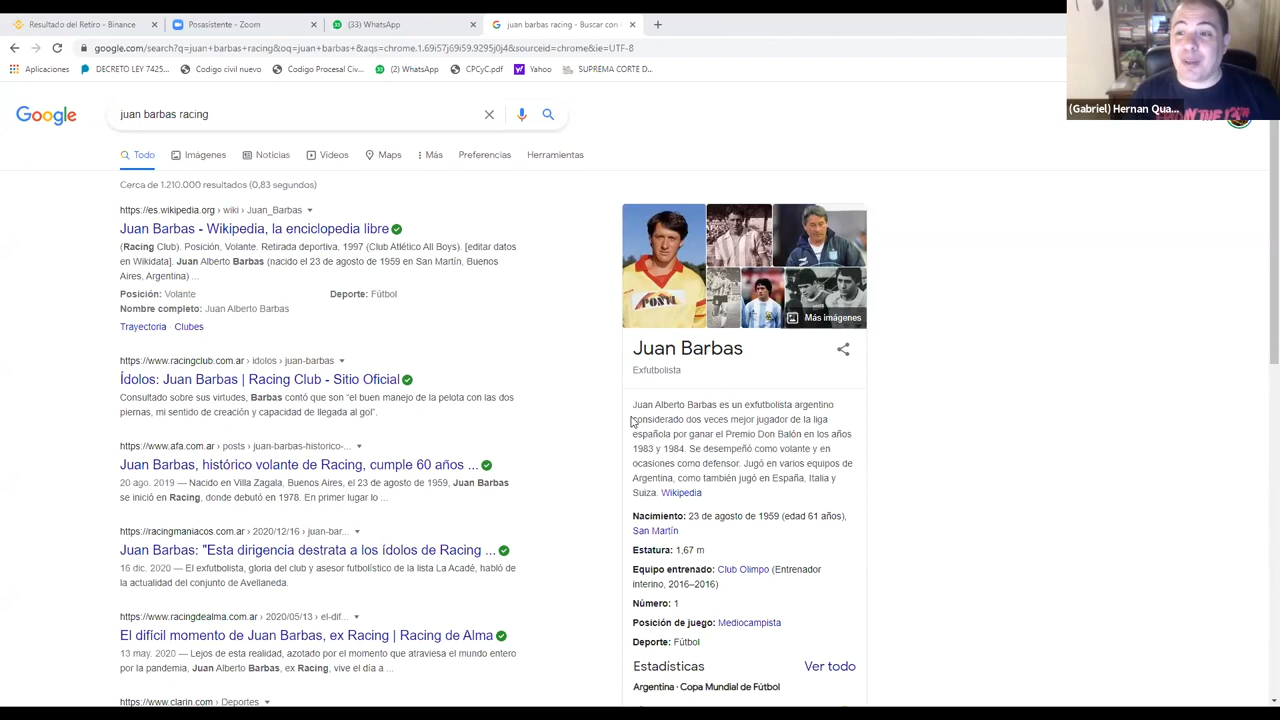 Resultado del Retiro - Binance
Posasistente - Zoom
(33) WhatsApp
juan barbas racing - Buscar con
google.com/search?q=juan+barbas+racing&oq=juan+barbas+&aqs=chrome.1.69i57j69i59.9295j0j4&sourceid=chrome&ie=UTF-8
Aplicaciones
DECRETO LEY 7425...
Codigo civil nuevo
Codigo Procesal Civ...
(2) WhatsApp
CPCyC.pdf
Yahoo
SUPREMA CORTE D...
(Gabriel) Hernan Qua...
Google
juan barbas racing
Todo
Imágenes
Noticias
Vídeos
Maps
Más
Preferencias
Herramientas
Cerca de 1.210.000 resultados (0,83 segundos)
https://es.wikipedia.org › wiki › Juan_Barbas
Juan Barbas - Wikipedia, la enciclopedia libre
(Racing Club). Posición, Volante. Retirada deportiva, 1997 (Club Atlético All Boys). [editar datos
en Wikidata]. Juan Alberto Barbas (nacido el 23 de agosto de 1959 en San Martín, Buenos
Aires, Argentina) ...
Posición: Volante
Deporte: Fútbol
Nombre completo: Juan Alberto Barbas
Trayectoria · Clubes
https://www.racingclub.com.ar › idolos › juan-barbas
Ídolos: Juan Barbas | Racing Club - Sitio Oficial
Consultado sobre sus virtudes, Barbas contó que son “el buen manejo de la pelota con las dos
piernas, mi sentido de creación y capacidad de llegada al gol”.
https://www.afa.com.ar › posts › juan-barbas-historico-...
Juan Barbas, histórico volante de Racing, cumple 60 años ...
20 ago. 2019 — Nacido en Villa Zagala, Buenos Aires, el 23 de agosto de 1959, Juan Barbas
se inició en Racing, donde debutó en 1978. En primer lugar lo ...
https://racingmaniacos.com.ar › 2020/12/16 › juan-bar...
Juan Barbas: "Esta dirigencia destrata a los ídolos de Racing ...
16 dic. 2020 — El exfutbolista, gloria del club y asesor futbolístico de la lista La Acadé, habló de
la actualidad del conjunto de Avellaneda.
https://www.racingdealma.com.ar › 2020/05/13 › el-dif...
El difícil momento de Juan Barbas, ex Racing | Racing de Alma
13 may. 2020 — Lejos de esta realidad, azotado por el momento que atraviesa el mundo entero
por la pandemia, Juan Alberto Barbas, ex Racing, vive el día a ...
https://www.clarin.com › Deportes
PONY
Más imágenes
Juan Barbas
Exfutbolista
Juan Alberto Barbas es un exfutbolista argentino
considerado dos veces mejor jugador de la liga
española por ganar el Premio Don Balón en los años
1983 y 1984. Se desempeñó como volante y en
ocasiones como defensor. Jugó en varios equipos de
Argentina, como también jugó en España, Italia y
Suiza. Wikipedia
Nacimiento: 23 de agosto de 1959 (edad 61 años),
San Martín
Estatura: 1,67 m
Equipo entrenado: Club Olimpo (Entrenador
interino, 2016–2016)
Número: 1
Posición de juego: Mediocampista
Deporte: Fútbol
Estadísticas
Ver todo
Argentina · Copa Mundial de Fútbol